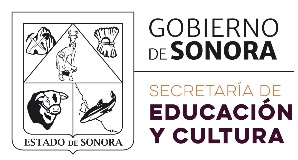 GOBIERNO
DE SONORA
SECRETARÍA DE
EDUCACIÓN
Y CULTURA
ESTADO DE SONORA